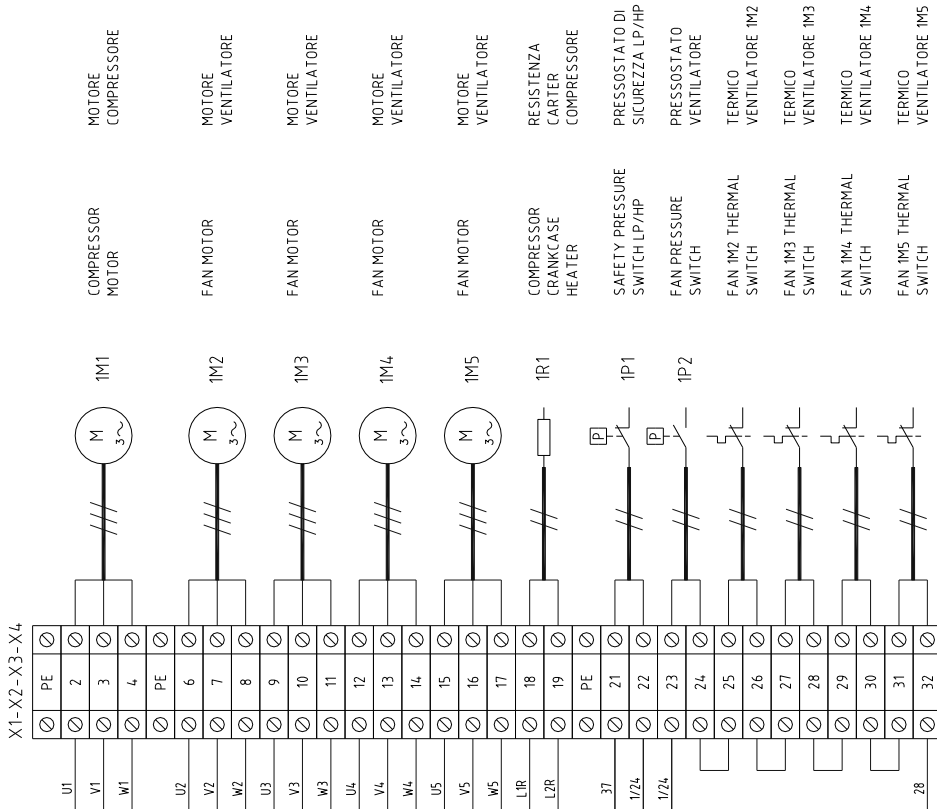 MOTORE
COMPRESSORE
MOTORE
VENTILATORE
MOTORE
VENTILATORE
MOTORE
VENTILATORE
MOTORE
VENTILATORE
RESISTENZA
CARTER
COMPRESSORE
PRESSOSTATO DI
SICUREZZA LP/HP
PRESSOSTATO
VENTILATORE
TERMICO
VENTILATORE 1M2
TERMICO
VENTILATORE 1M3
TERMICO
VENTILATORE 1M4
TERMICO
VENTILATORE 1M5
COMPRESSOR
MOTOR
FAN MOTOR
FAN MOTOR
FAN MOTOR
FAN MOTOR
COMPRESSOR
CRANKCASE
HEATER
SAFETY PRESSURE
SWITCH LP/HP
FAN PRESSURE
SWITCH
FAN 1M2 THERMAL
SWITCH
FAN 1M3 THERMAL
SWITCH
FAN 1M4 THERMAL
SWITCH
FAN 1M5 THERMAL
SWITCH
1M1
1M2
1M3
1M4
1M5
1R1
1P1
1P2
M
3~
M
3~
M
3~
M
3~
M
3~
P
P
X1-X2-X3-X4
PE
2
3
4
PE
6
7
8
9
10
11
12
13
14
15
16
17
18
19
PE
21
22
23
24
25
26
27
28
29
30
31
32
U1
V1
W1
U2
V2
W2
U3
V3
W3
U4
V4
W4
U5
V5
W5
L1R
L2R
37
1/24
1/24
28